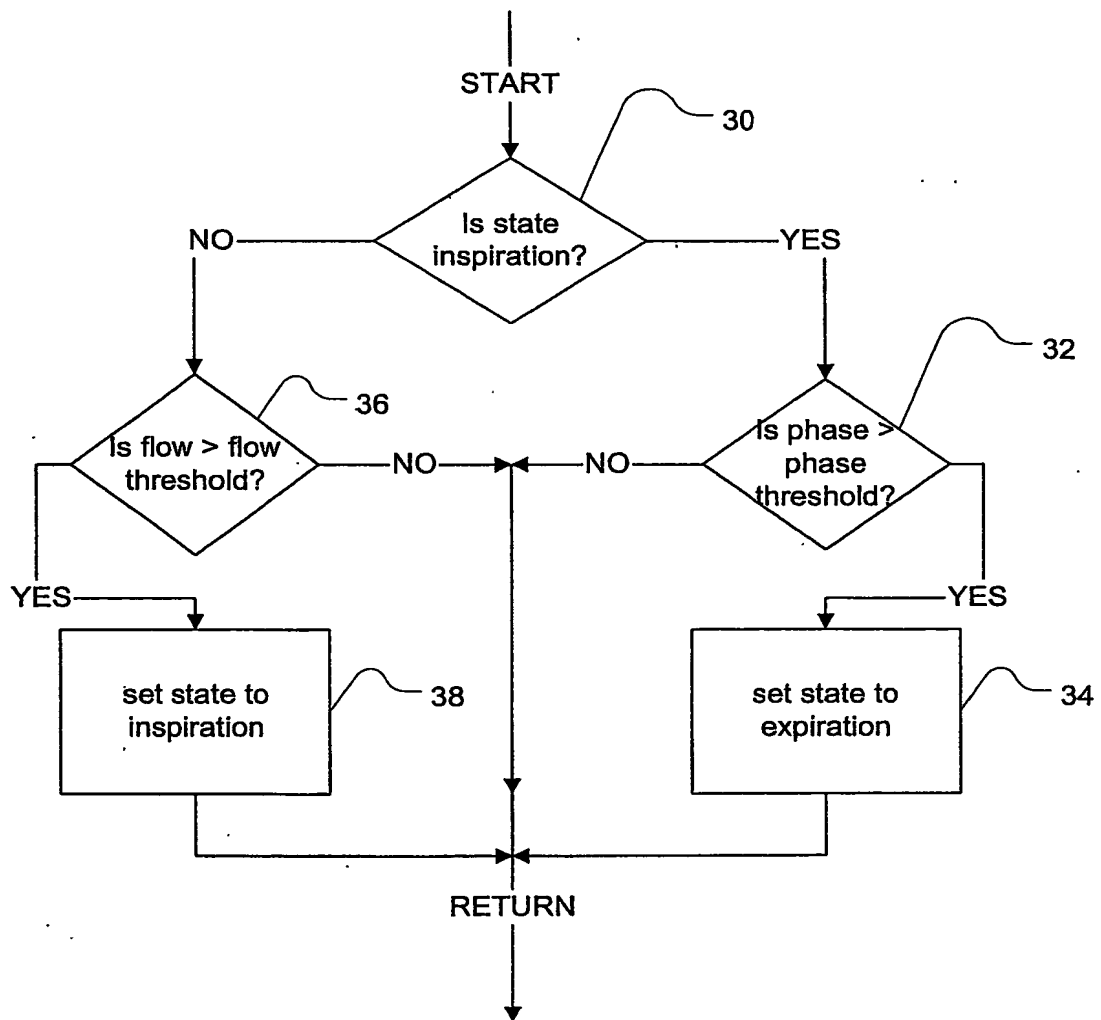 START
30
Is state
inspiration?
NO
YES
32
36
Is flow > flow
threshold?
NO
NO
Is phase >
phase
threshold?
YES
YES
set state to
inspiration
38
set state to
expiration
34
RETURN